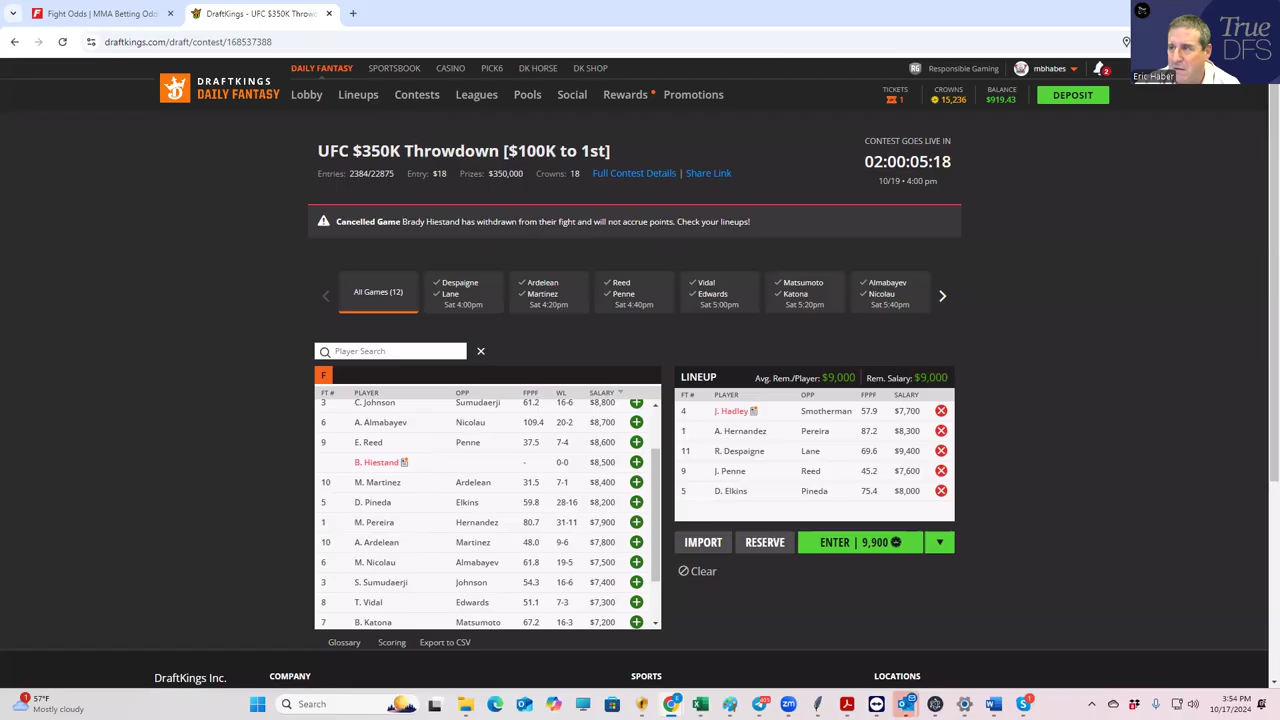 Fight Odds | MMA Betting Od
DraftKings - UFC $350K Throwdo
draftkings.com/draft/contest/168537388
True
DFS
Eric Haber
DAILY FANTASY SPORTSBOOK CASINO PICK6 DK HORSE DK SHOP
RG Responsible Gaming mbhabes 2
DRAFTKINGS
DAILY FANTASY
Lobby Lineups Contests Leagues Pools Social Rewards Promotions
TICKETS CROWNS BALANCE
1 15,236 $919.43
DEPOSIT
UFC $350K Throwdown [$100K to 1st]
Entries: 2384/22875 Entry: $18 Prizes: $350,000 Crowns: 18 Full Contest Details | Share Link
CONTEST GOES LIVE IN
02:00:05:18
10/19 • 4:00 pm
Cancelled Game Brady Hiestand has withdrawn from their fight and will not accrue points. Check your lineups!
All Games (12)
Despaigne
Lane
Sat 4:00pm
Ardelean
Martinez
Sat 4:20pm
Reed
Penne
Sat 4:40pm
Vidal
Edwards
Sat 5:00pm
Matsumoto
Katona
Sat 5:20pm
Almabayev
Nicolau
Sat 5:40pm
Player Search
F
FT # PLAYER OPP FPPF WL SALARY
3 C. Johnson Sumudaerji 61.2 16-6 $8,800
6 A. Almabayev Nicolau 109.4 20-2 $8,700
9 E. Reed Penne 37.5 7-4 $8,600
B. Hiestand - 0-0 $8,500
10 M. Martinez Ardelean 31.5 7-1 $8,400
5 D. Pineda Elkins 59.8 28-16 $8,200
1 M. Pereira Hernandez 80.7 31-11 $7,900
10 A. Ardelean Martinez 48.0 9-6 $7,800
6 M. Nicolau Almabayev 61.8 19-5 $7,500
3 S. Sumudaerji Johnson 54.3 16-6 $7,400
8 T. Vidal Edwards 51.1 7-3 $7,300
7 B. Katona Matsumoto 67.2 16-3 $7,200
LINEUP Avg. Rem./Player: $9,000 Rem. Salary: $9,000
FT # PLAYER OPP FPPF SALARY
4 J. Hadley Smotherman 57.9 $7,700
1 A. Hernandez Pereira 87.2 $8,300
11 R. Despaigne Lane 69.6 $9,400
9 J. Penne Reed 45.2 $7,600
5 D. Elkins Pineda 75.4 $8,000
IMPORT RESERVE ENTER | 9,900
Clear
Glossary Scoring Export to CSV
DraftKings Inc. COMPANY SPORTS LOCATIONS
1
57°F
Mostly cloudy
Search
3:54 PM
10/17/2024